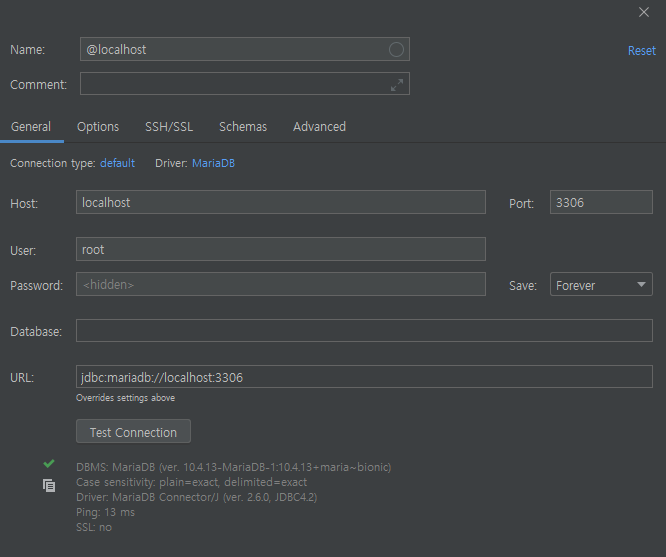 Name: @localhost
Reset
Comment:
General Options SSH/SSL Schemas Advanced
Connection type: default Driver: MariaDB
Host: localhost Port: 3306
User: root
Password: <hidden> Save: Forever
Database:
URL: jdbc:mariadb://localhost:3306
Overrides settings above
Test Connection
DBMS: MariaDB (ver. 10.4.13-MariaDB-1:10.4.13+maria~bionic)
Case sensitivity: plain=exact, delimited=exact
Driver: MariaDB Connector/J (ver. 2.6.0, JDBC4.2)
Ping: 13 ms
SSL: no